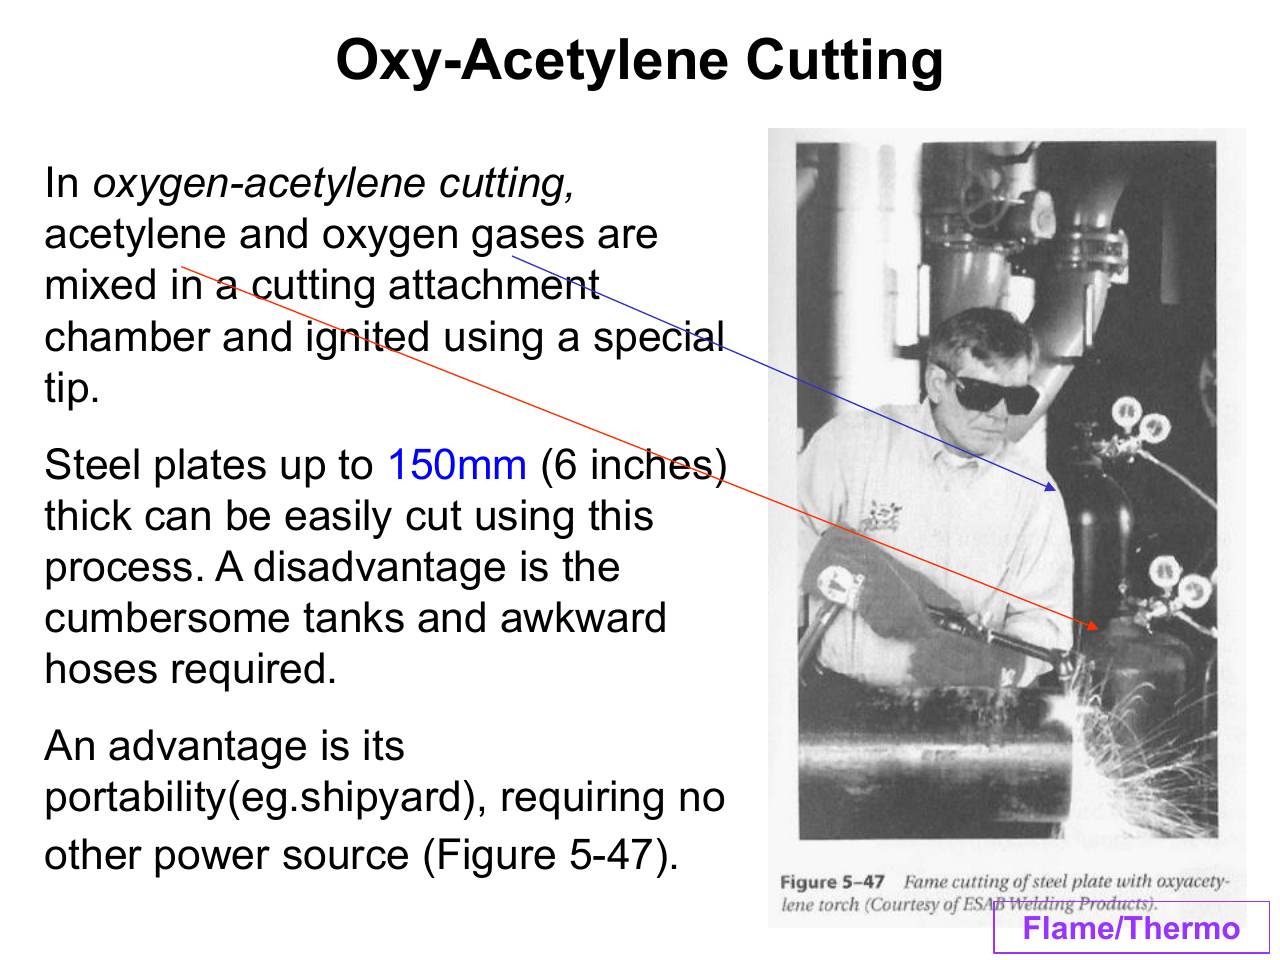 Oxy-Acetylene Cutting
In oxygen-acetylene cutting,
acetylene and oxygen gases are
mixed in a cutting attachment
chamber and ignited using a special
tip.
Steel plates up to 150mm (6 inches)
thick can be easily cut using this
process. A disadvantage is the
cumbersome tanks and awkward
hoses required.
An advantage is its
portability(eg.shipyard), requiring no
other power source (Figure 5-47).
Figure 5–47 Fame cutting of steel plate with oxyacety-
lene torch (Courtesy of ESAB Welding Products).
Flame/Thermo